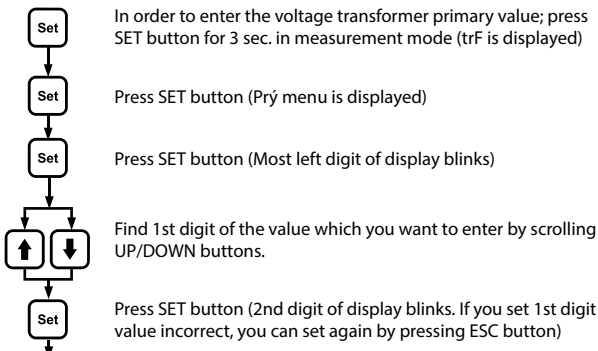 Set
In order to enter the voltage transformer primary value; press
SET button for 3 sec. in measurement mode (trF is displayed)
Set
Press SET button (Prý menu is displayed)
Set
Press SET button (Most left digit of display blinks)
Find 1st digit of the value which you want to enter by scrolling
UP/DOWN buttons.
Set
Press SET button (2nd digit of display blinks. If you set 1st digit
value incorrect, you can set again by pressing ESC button)